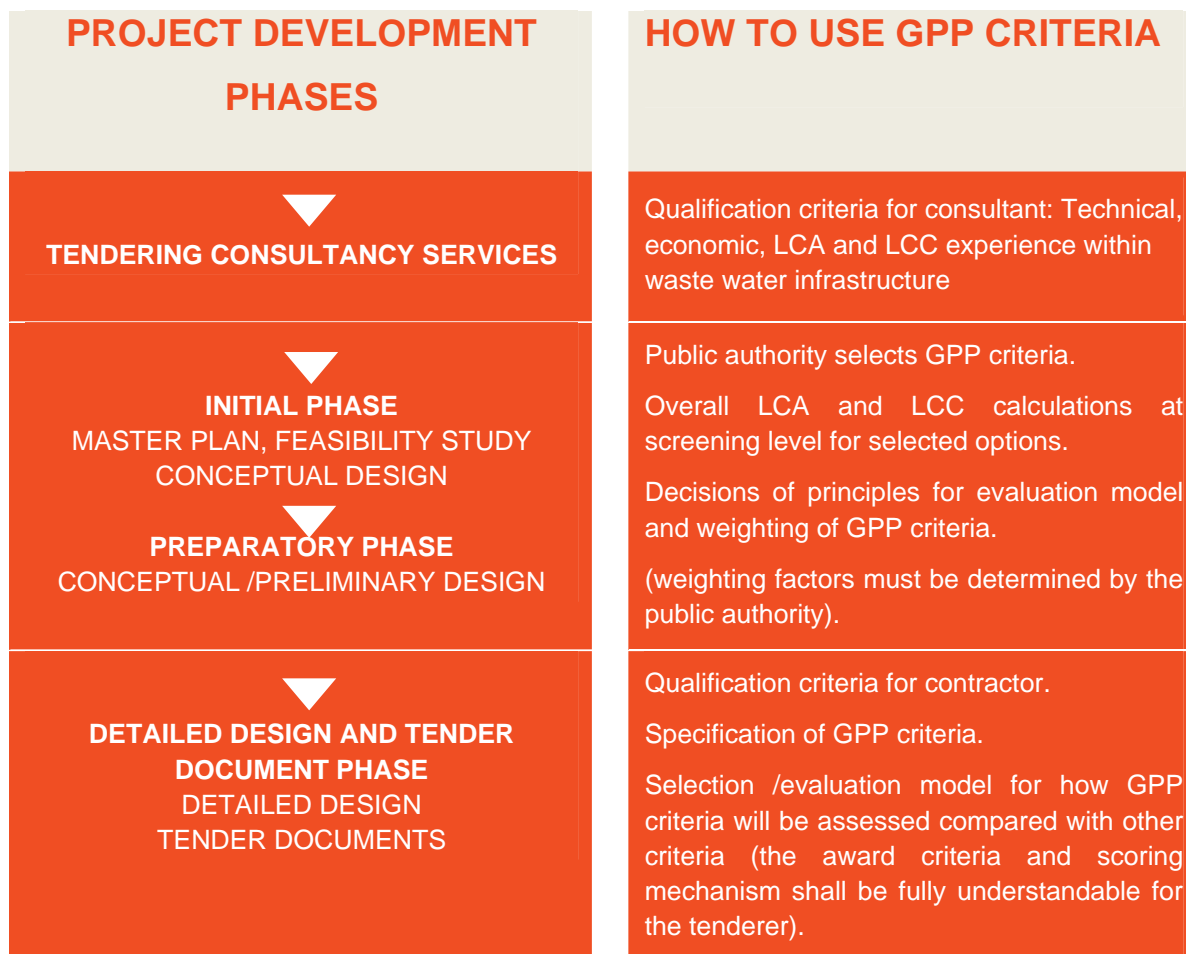 PROJECT DEVELOPMENT
PHASES
HOW TO USE GPP CRITERIA
TENDERING CONSULTANCY SERVICES
Qualification criteria for consultant: Technical,
economic, LCA and LCC experience within
waste water infrastructure
INITIAL PHASE
MASTER PLAN, FEASIBILITY STUDY
CONCEPTUAL DESIGN
PREPARATORY PHASE
CONCEPTUAL /PRELIMINARY DESIGN
Public authority selects GPP criteria.
Overall LCA and LCC calculations at
screening level for selected options.
Decisions of principles for evaluation model
and weighting of GPP criteria.
(weighting factors must be determined by the
public authority).
DETAILED DESIGN AND TENDER
DOCUMENT PHASE
DETAILED DESIGN
TENDER DOCUMENTS
Qualification criteria for contractor.
Specification of GPP criteria.
Selection /evaluation model for how GPP
criteria will be assessed compared with other
criteria (the award criteria and scoring
mechanism shall be fully understandable for
the tenderer).